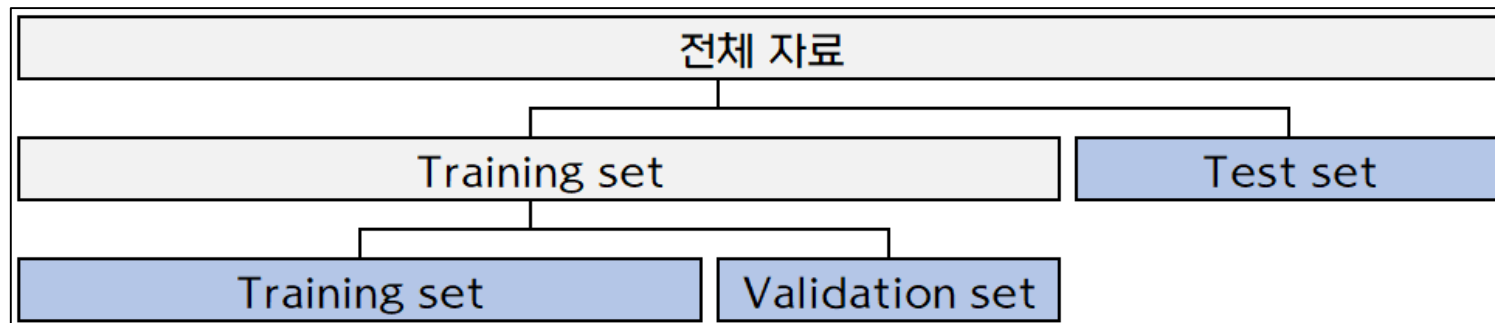 전체 자료
Training set
Test set
Training set
Validation set